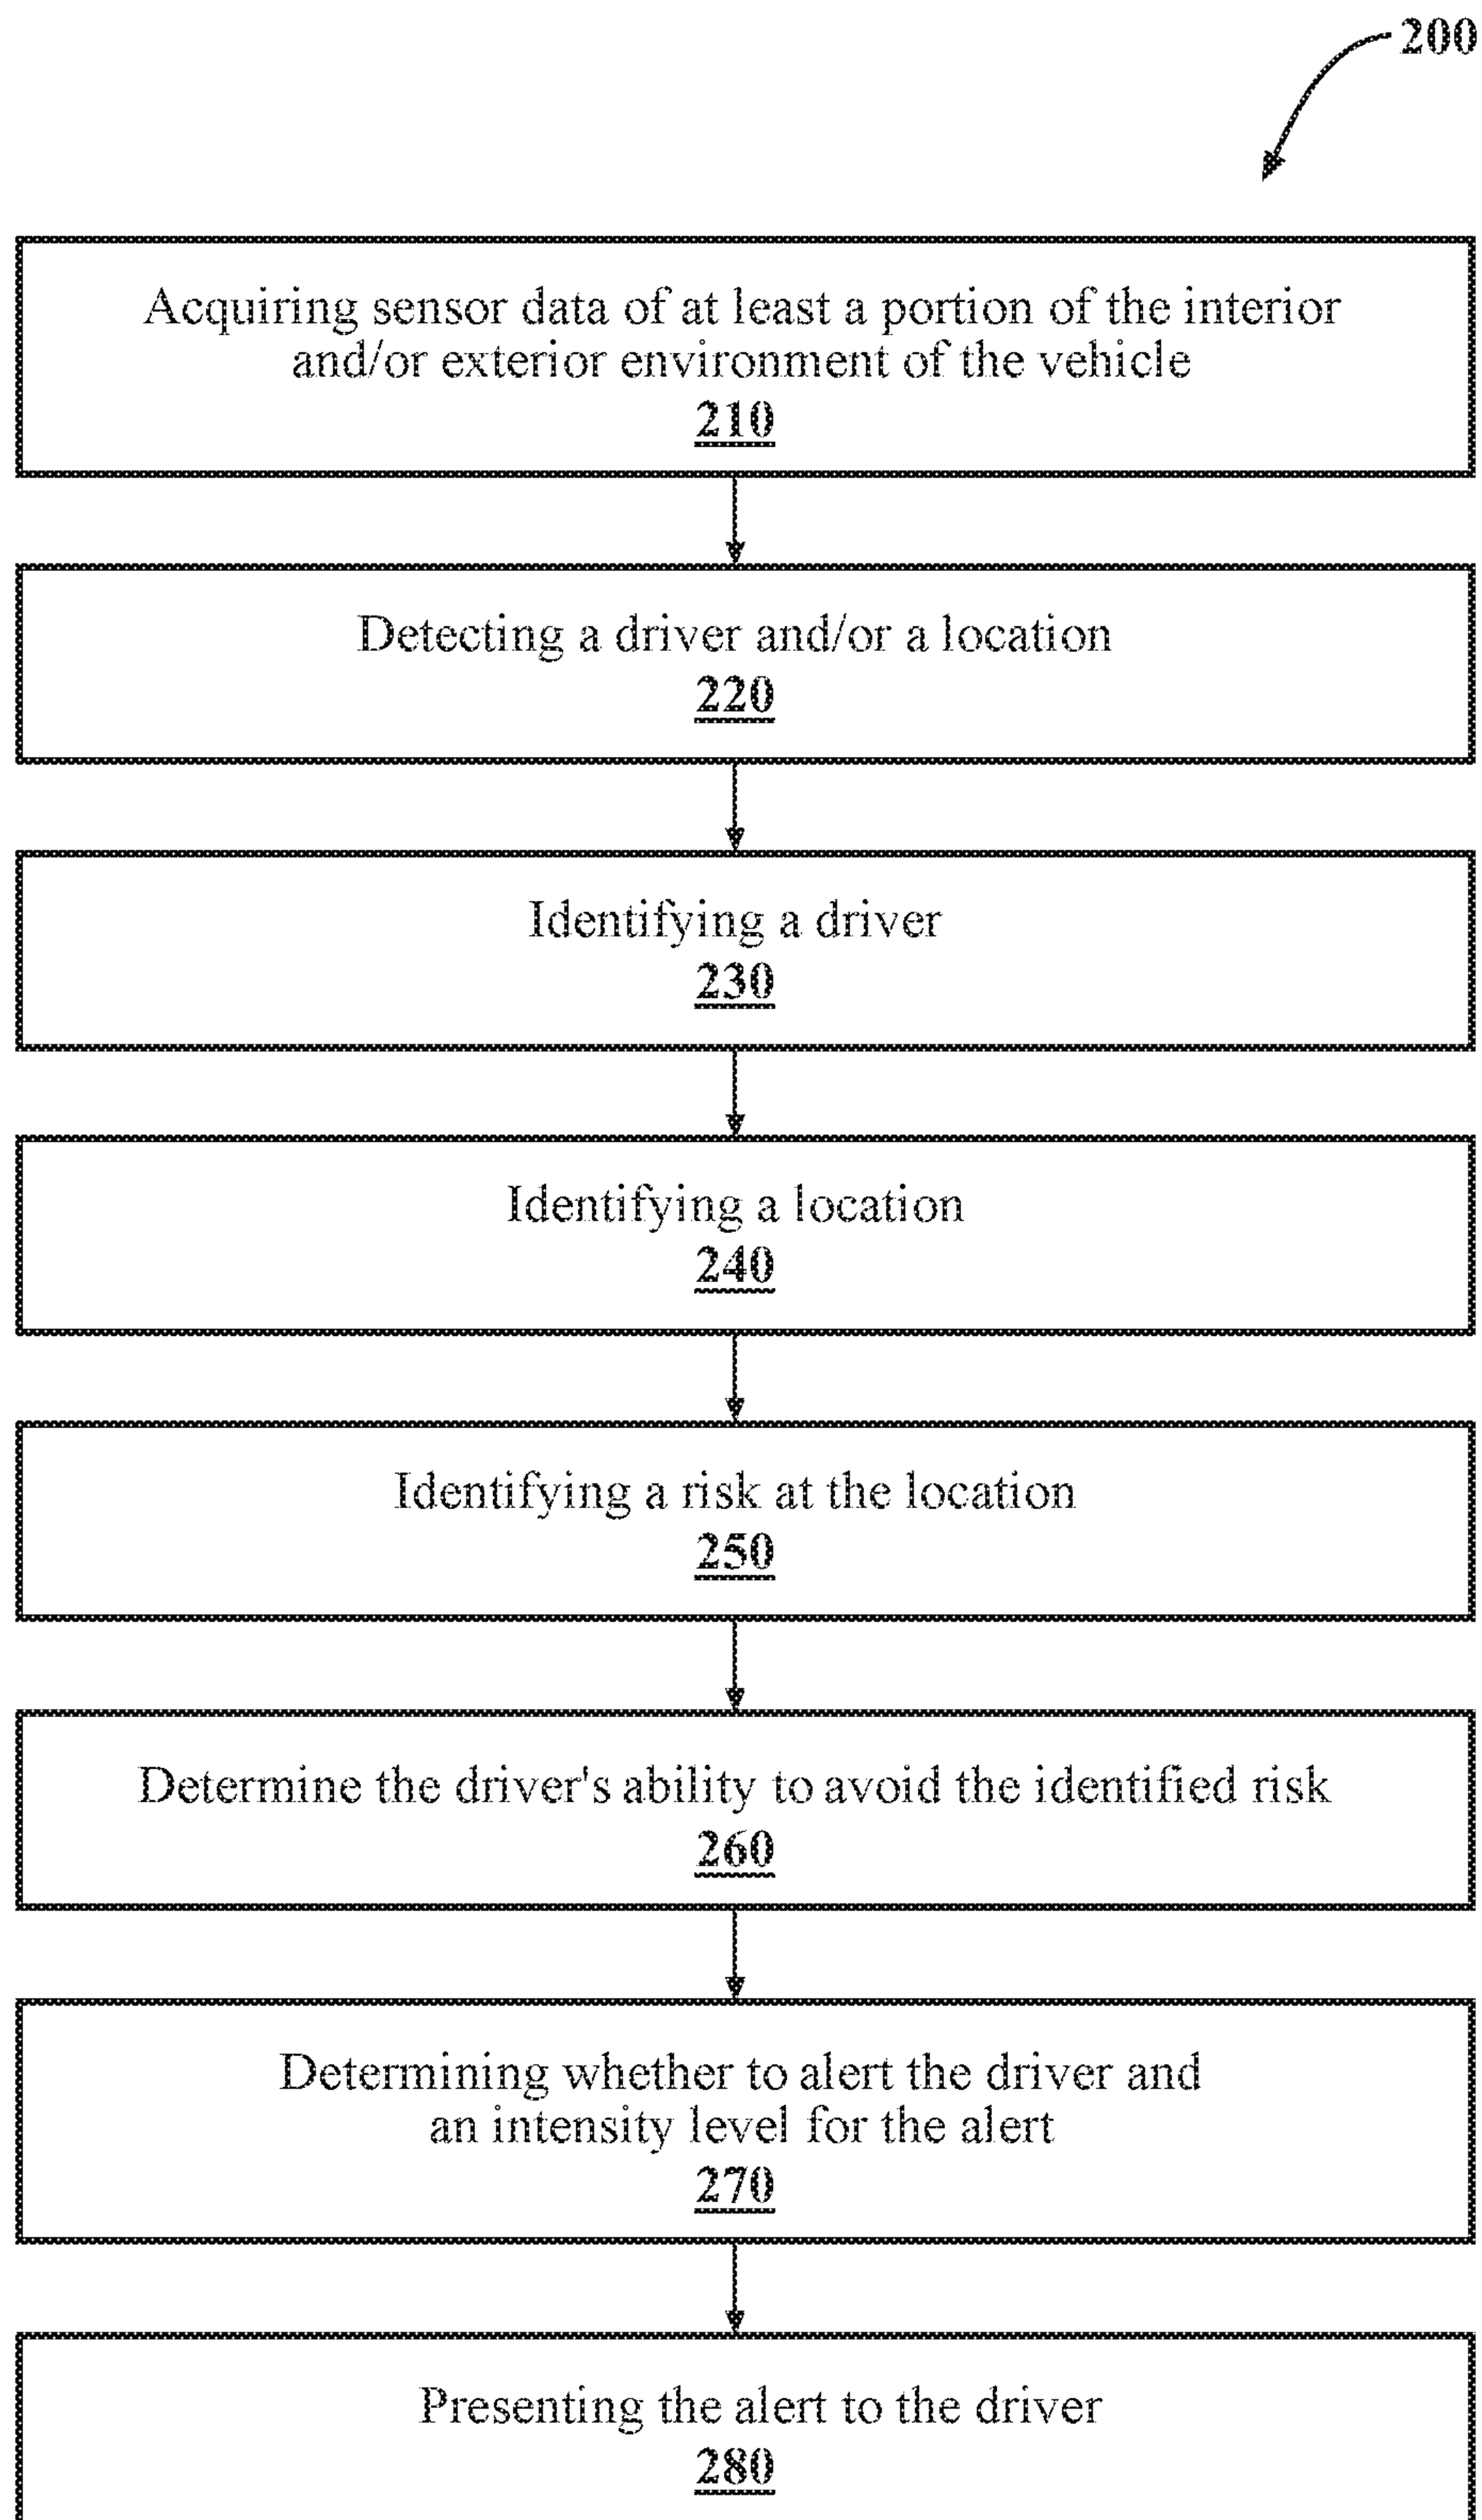 200
Acquiring sensor data of at least a portion of the interior
and/or exterior environment of the vehicle
210
Detecting a driver and/or a location
220
Identifying a driver
230
Identifying a location
240
Identifying a risk at the location
250
Determine the driver's ability to avoid the identified risk
260
Determining whether to alert the driver and
an intensity level for the alert
270
Presenting the alert to the driver
280